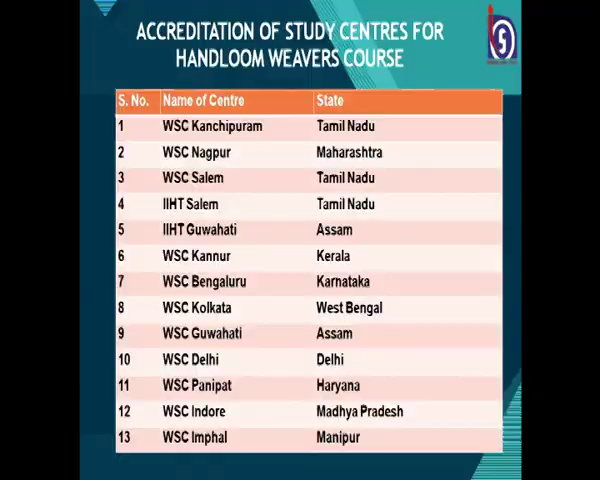 ACCREDITATION OF STUDY CENTRES FOR
HANDLOOM WEAVERS COURSE
S. No. Name of Centre State
1 WSC Kanchipuram Tamil Nadu
2 WSC Nagpur Maharashtra
3 WSC Salem Tamil Nadu
4 IIHT Salem Tamil Nadu
5 IIHT Guwahati Assam
6 WSC Kannur Kerala
7 WSC Bengaluru Karnataka
8 WSC Kolkata West Bengal
9 WSC Guwahati Assam
10 WSC Delhi Delhi
11 WSC Panipat Haryana
12 WSC Indore Madhya Pradesh
13 WSC Imphal Manipur